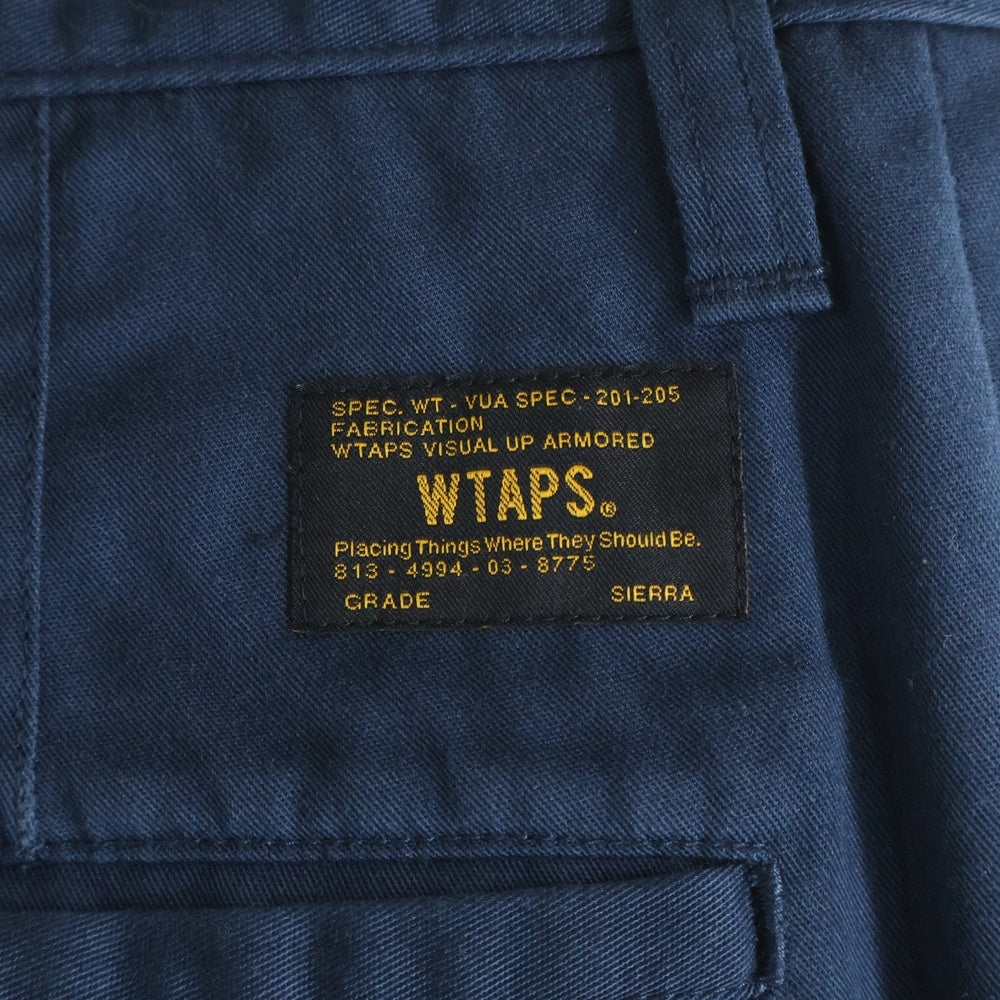 SPEC. WT - VUA SPEC - 201-205
FABRICATION
WTAPS VISUAL UP ARMORED
WTAPS.®
Placing Things Where They Should Be.
813 - 4994 - 03 - 8775
GRADE SIERRA